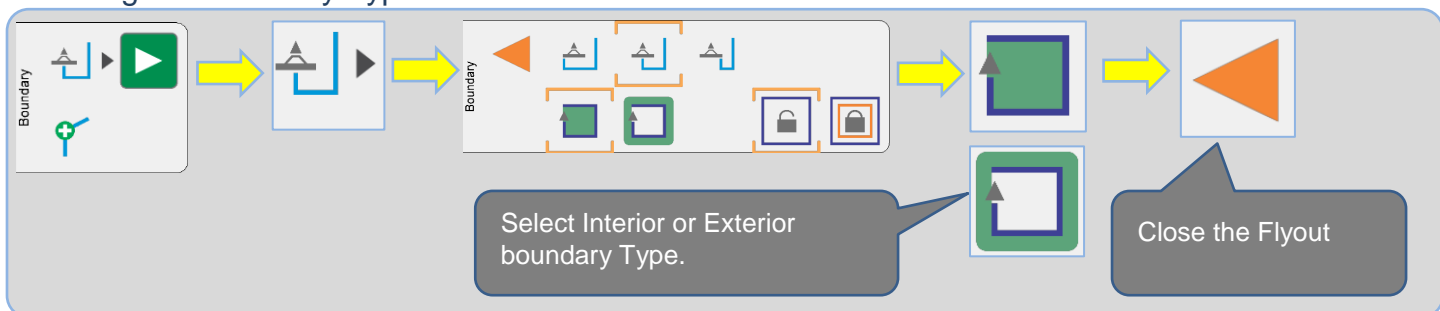 Boundary
Boundary
Select Interior or Exterior
boundary Type.
Close the Flyout